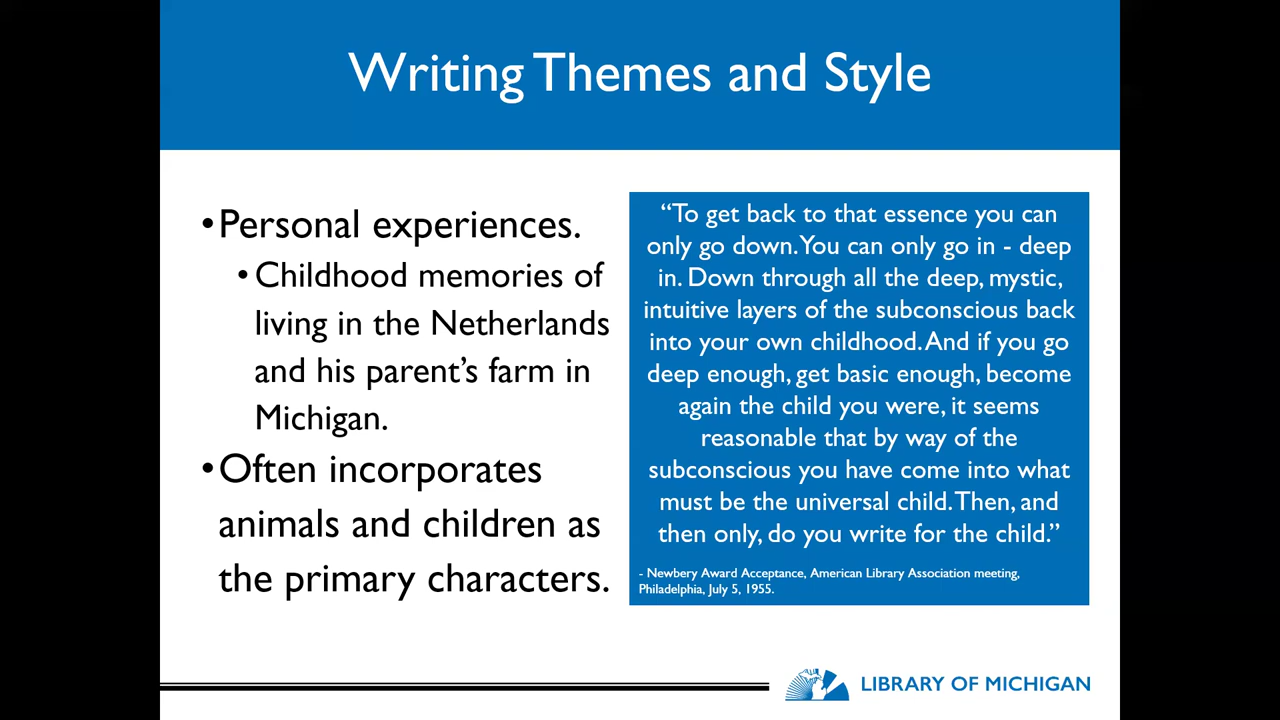 Writing Themes and Style
•Personal experiences.
•Childhood memories of
living in the Netherlands
and his parent's farm in
Michigan.
•Often incorporates
animals and children as
the primary characters.
“To get back to that essence you can
only go down. You can only go in - deep
in. Down through all the deep, mystic,
intuitive layers of the subconscious back
into your own childhood. And if you go
deep enough, get basic enough, become
again the child you were, it seems
reasonable that by way of the
subconscious you have come into what
must be the universal child. Then, and
then only, do you write for the child.”
- Newbery Award Acceptance, American Library Association meeting,
Philadelphia, July 5, 1955.
LIBRARY OF MICHIGAN